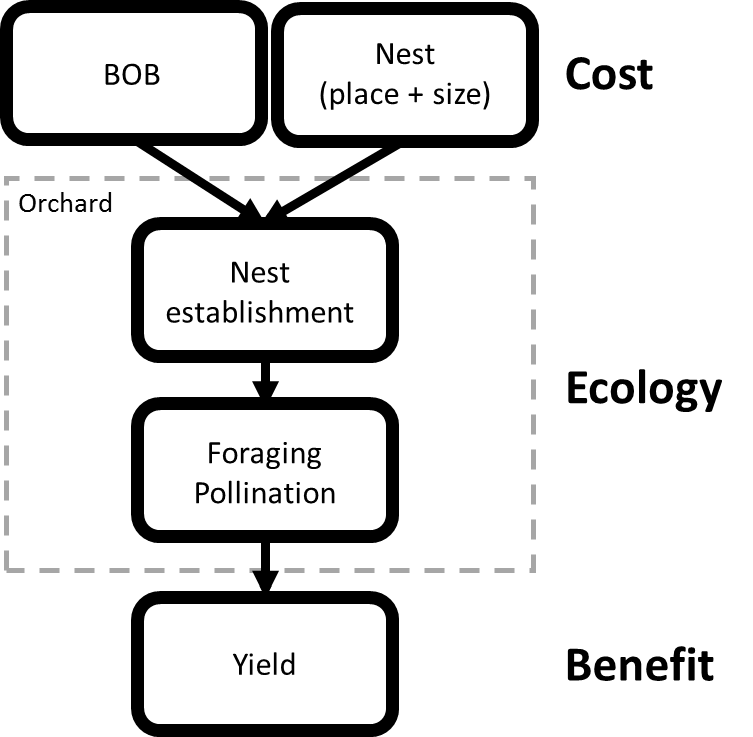 BOB
Nest
(place + size)
Cost
Orchard
Nest
establishment
Ecology
Foraging
Pollination
Yield
Benefit